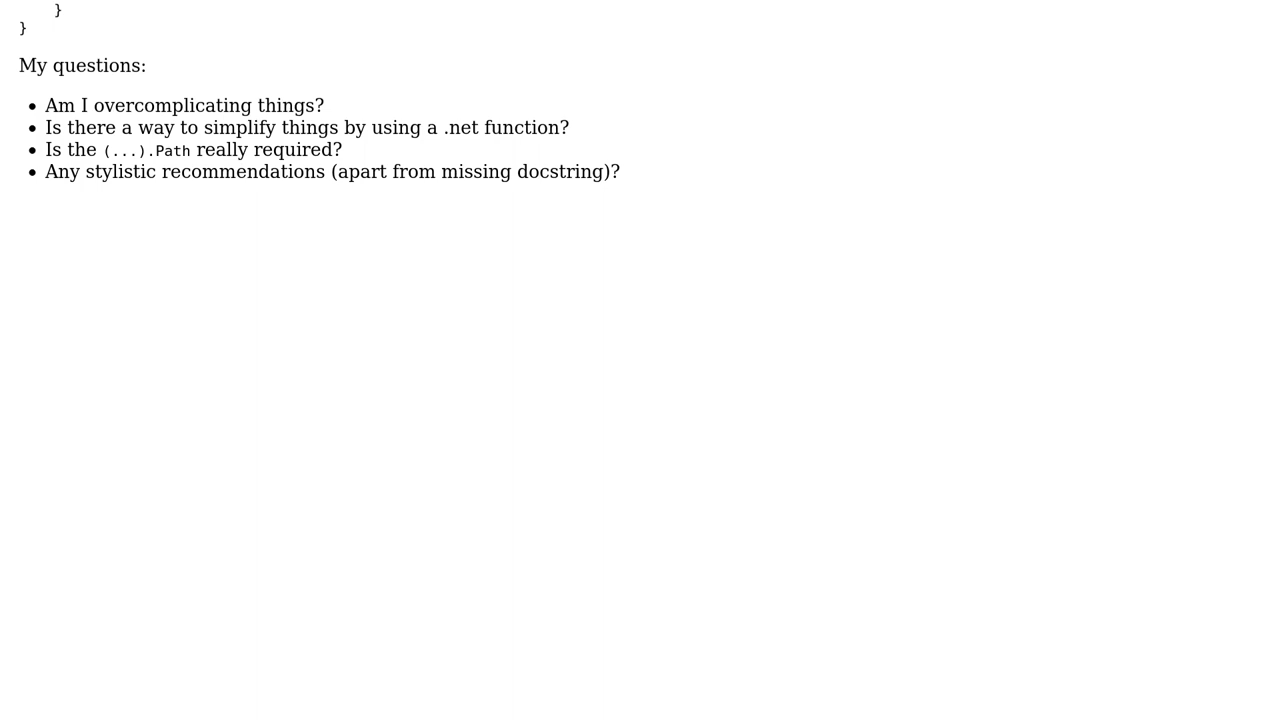 }
}
My questions:
• Am I overcomplicating things?
• Is there a way to simplify things by using a .net function?
• Is the (...).Path really required?
• Any stylistic recommendations (apart from missing docstring)?